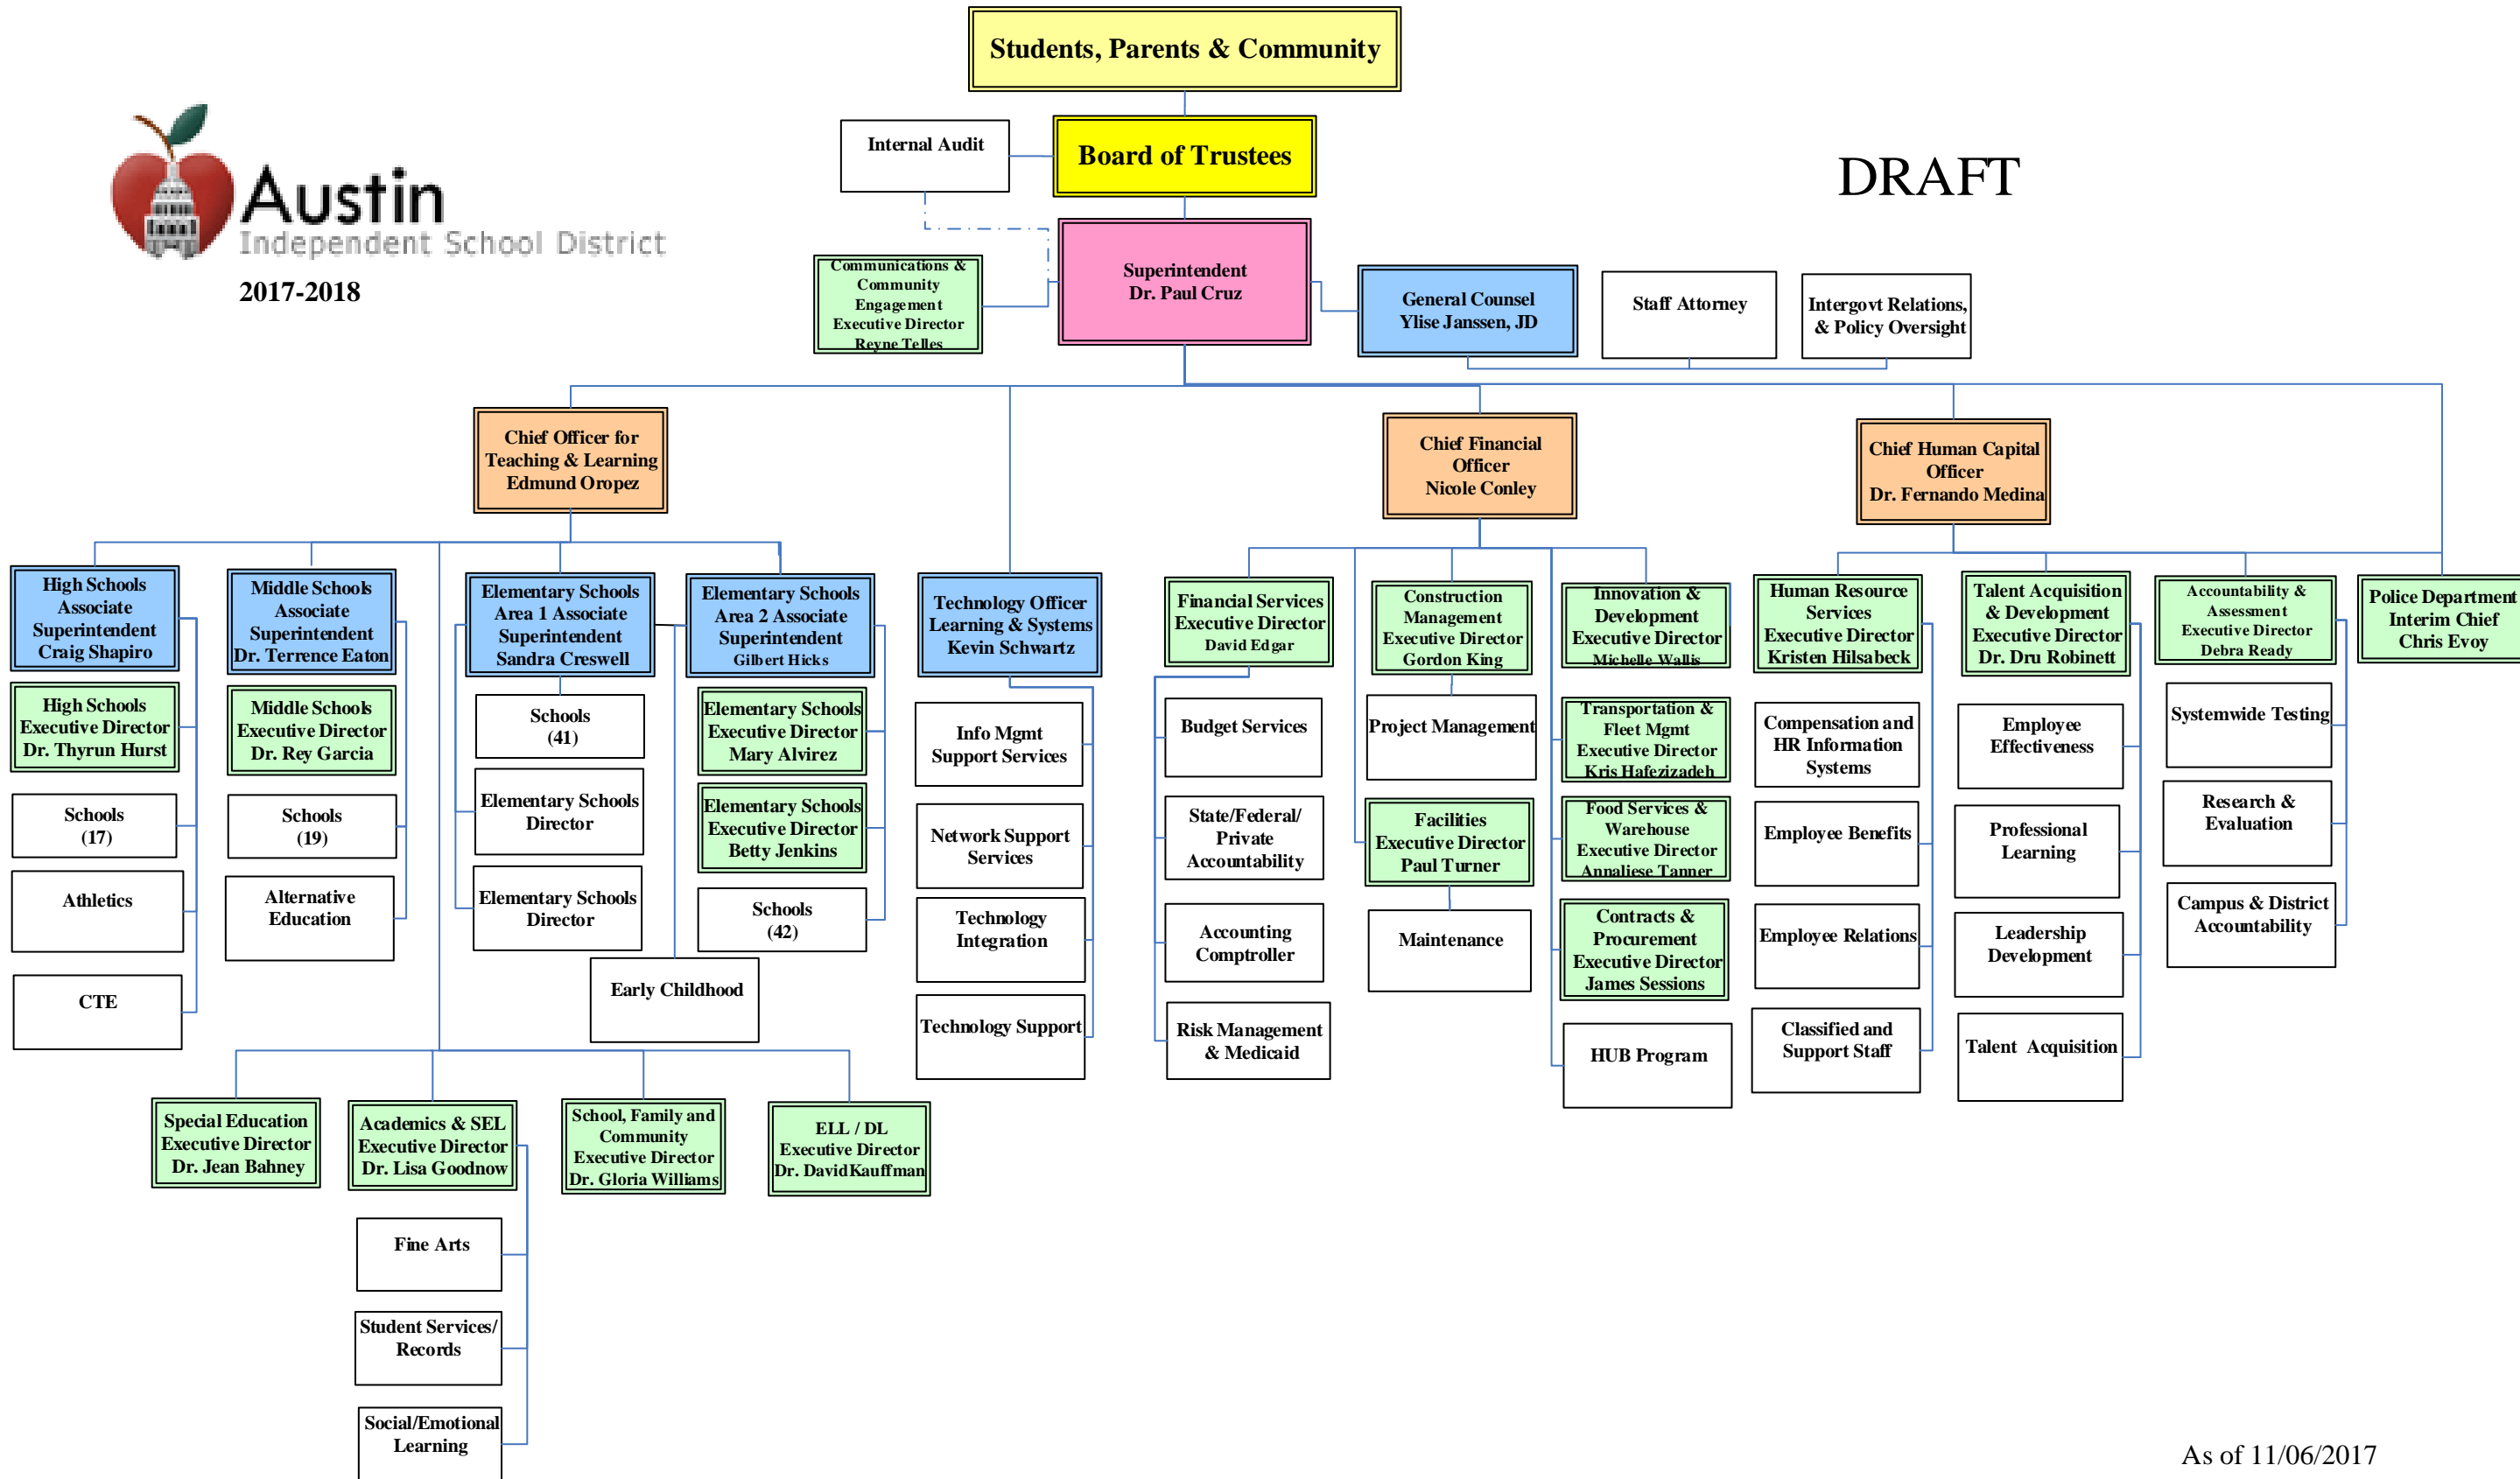 Students, Parents & Community
Internal Audit
Board of Trustees
DRAFT
Austin
Independent School District
2017-2018
Communications &
Community
Engagement
Executive Director
Reyne Telles
Superintendent
Dr. Paul Cruz
General Counsel
Ylise Janssen, JD
Staff Attorney
Intergovt Relations,
& Policy Oversight
Chief Officer for
Teaching & Learning
Edmund Oropez
Chief Financial
Officer
Nicole Conley
Chief Human Capital
Officer
Dr. Fernando Medina
High Schools
Associate
Superintendent
Craig Shapiro
Middle Schools
Associate
Superintendent
Dr. Terrence Eaton
Elementary Schools
Area 1 Associate
Superintendent
Sandra Creswell
Elementary Schools
Area 2 Associate
Superintendent
Gilbert Hicks
Technology Officer
Learning & Systems
Kevin Schwartz
Financial Services
Executive Director
David Edgar
Construction
Management
Executive Director
Gordon King
Innovation &
Development
Executive Director
Michelle Wallis
Human Resource
Services
Executive Director
Kristen Hilsabeck
Talent Acquisition
& Development
Executive Director
Dr. Dru Robinett
Accountability &
Assessment
Executive Director
Debra Ready
Police Department
Interim Chief
Chris Evoy
High Schools
Executive Director
Dr. Thyrun Hurst
Schools
(17)
Athletics
CTE
Middle Schools
Executive Director
Dr. Rey Garcia
Schools
(19)
Alternative
Education
Schools
(41)
Elementary Schools
Director
Elementary Schools
Director
Elementary Schools
Executive Director
Mary Alvirez
Elementary Schools
Executive Director
Betty Jenkins
Schools
(42)
Early Childhood
Info Mgmt
Support Services
Network Support
Services
Technology
Integration
Technology Support
Budget Services
State/Federal/
Private
Accountability
Accounting
Comptroller
Risk Management
& Medicaid
Project Management
Facilities
Executive Director
Paul Turner
Maintenance
Transportation &
Fleet Mgmt
Executive Director
Kris Hafezizadeh
Food Services &
Warehouse
Executive Director
Annaliese Tanner
Contracts &
Procurement
Executive Director
James Sessions
HUB Program
Compensation and
HR Information
Systems
Employee Benefits
Employee Relations
Classified and
Support Staff
Employee
Effectiveness
Professional
Learning
Leadership
Development
Talent Acquisition
Systemwide Testing
Research &
Evaluation
Campus & District
Accountability
Special Education
Executive Director
Dr. Jean Bahney
Academics & SEL
Executive Director
Dr. Lisa Goodnow
School, Family and
Community
Executive Director
Dr. Gloria Williams
ELL / DL
Executive Director
Dr. DavidKauffman
Fine Arts
Student Services/
Records
Social/Emotional
Learning
As of 11/06/2017